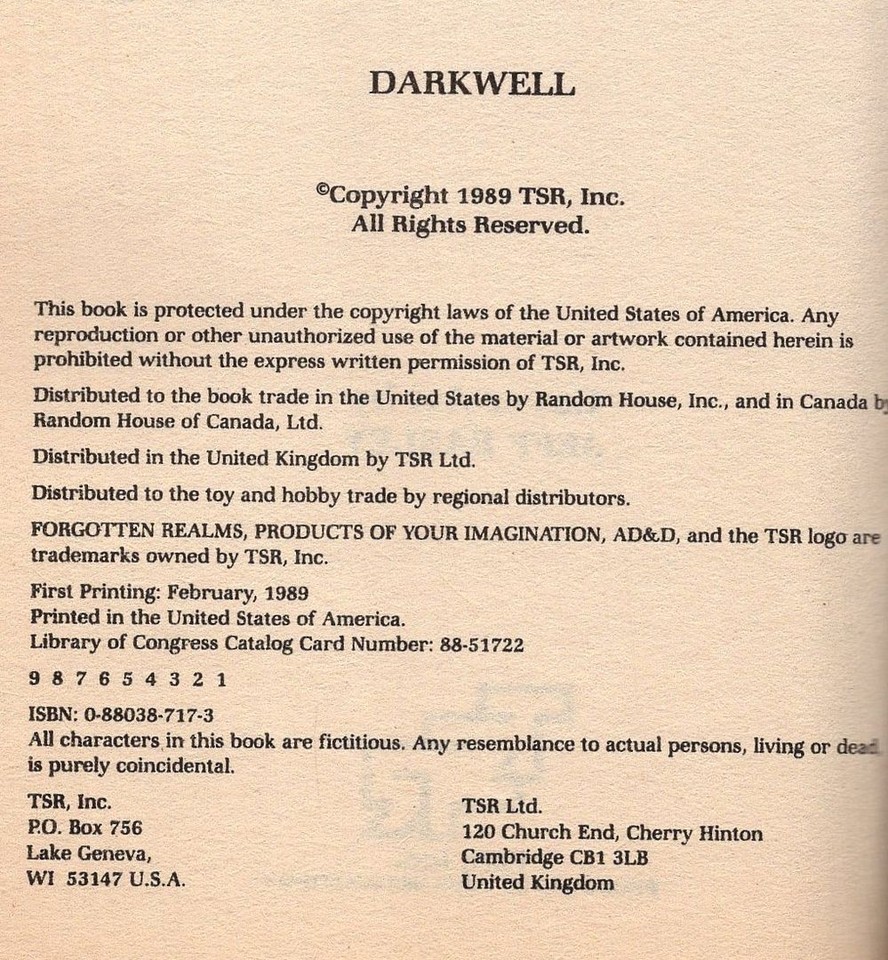 DARKWELL
©Copyright 1989 TSR, Inc.
All Rights Reserved.
This book is protected under the copyright laws of the United States of America. Any
reproduction or other unauthorized use of the material or artwork contained herein is
prohibited without the express written permission of TSR, Inc.
Distributed to the book trade in the United States by Random House, Inc., and in Canada by
Random House of Canada, Ltd.
Distributed in the United Kingdom by TSR Ltd.
Distributed to the toy and hobby trade by regional distributors.
FORGOTTEN REALMS, PRODUCTS OF YOUR IMAGINATION, AD&D, and the TSR logo are
trademarks owned by TSR, Inc.
First Printing: February, 1989
Printed in the United States of America.
Library of Congress Catalog Card Number: 88-51722
9 8 7 6 5 4 3 2 1
ISBN: 0-88038-717-3
All characters in this book are fictitious. Any resemblance to actual persons, living or dead
is purely coincidental.
TSR, Inc.
P.O. Box 756
Lake Geneva,
WI 53147 U.S.A.
TSR Ltd.
120 Church End, Cherry Hinton
Cambridge CB1 3LB
United Kingdom